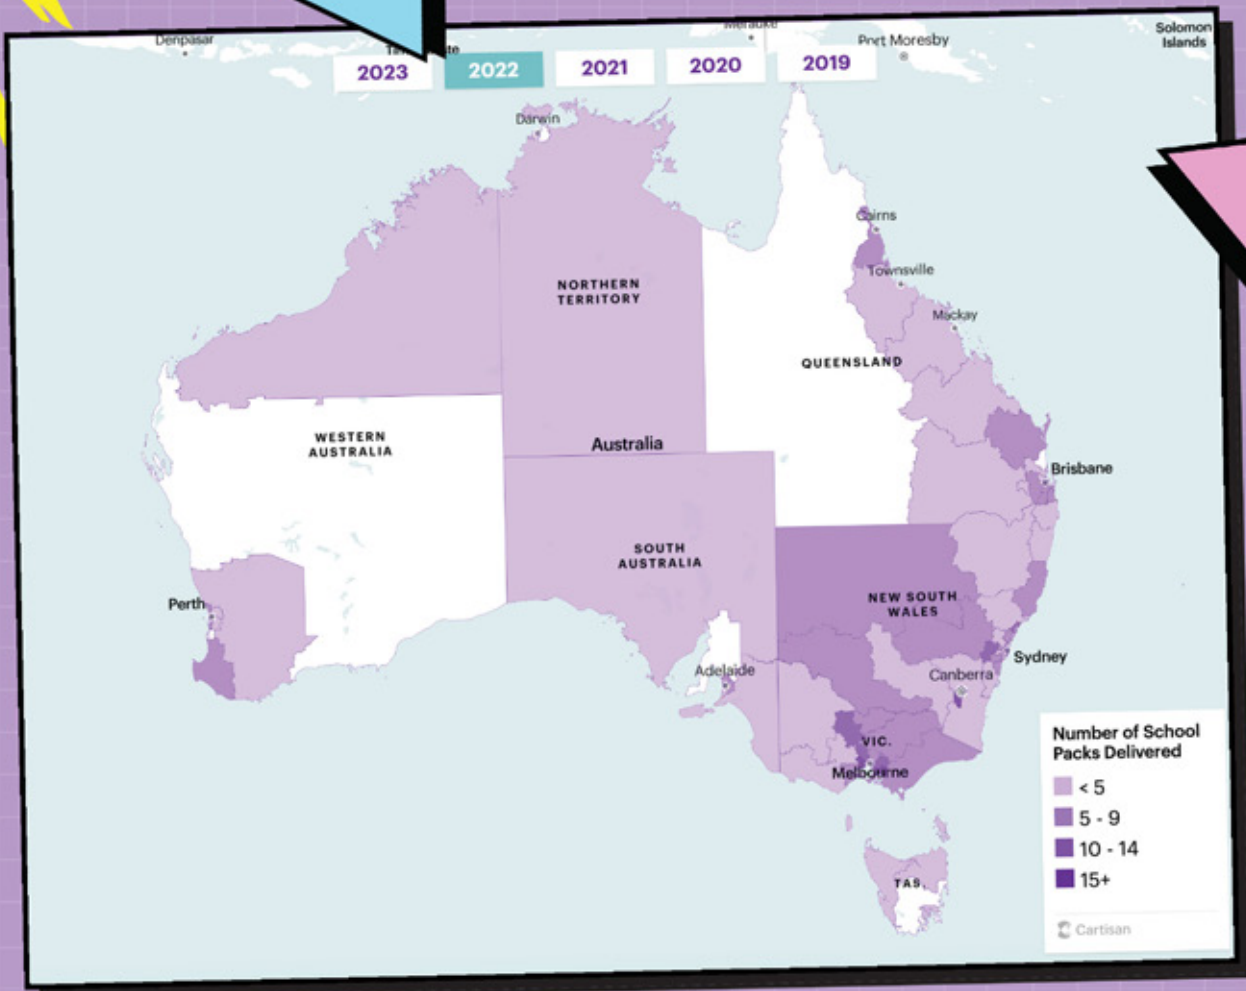 Denpasar
Merauke
Port Moresby
Solomon
Islands
2023
2022
2021
2020
2019
Darwin
Cairns
Townsville
Mackay
NORTHERN
TERRITORY
QUEENSLAND
WESTERN
AUSTRALIA
Australia
Brisbane
SOUTH
AUSTRALIA
NEW SOUTH
WALES
Perth
Sydney
Adelaide
Canberra
VIC.
Melbourne
TAS.
Number of School
Packs Delivered
< 5
5 - 9
10 - 14
15+
Cartisan